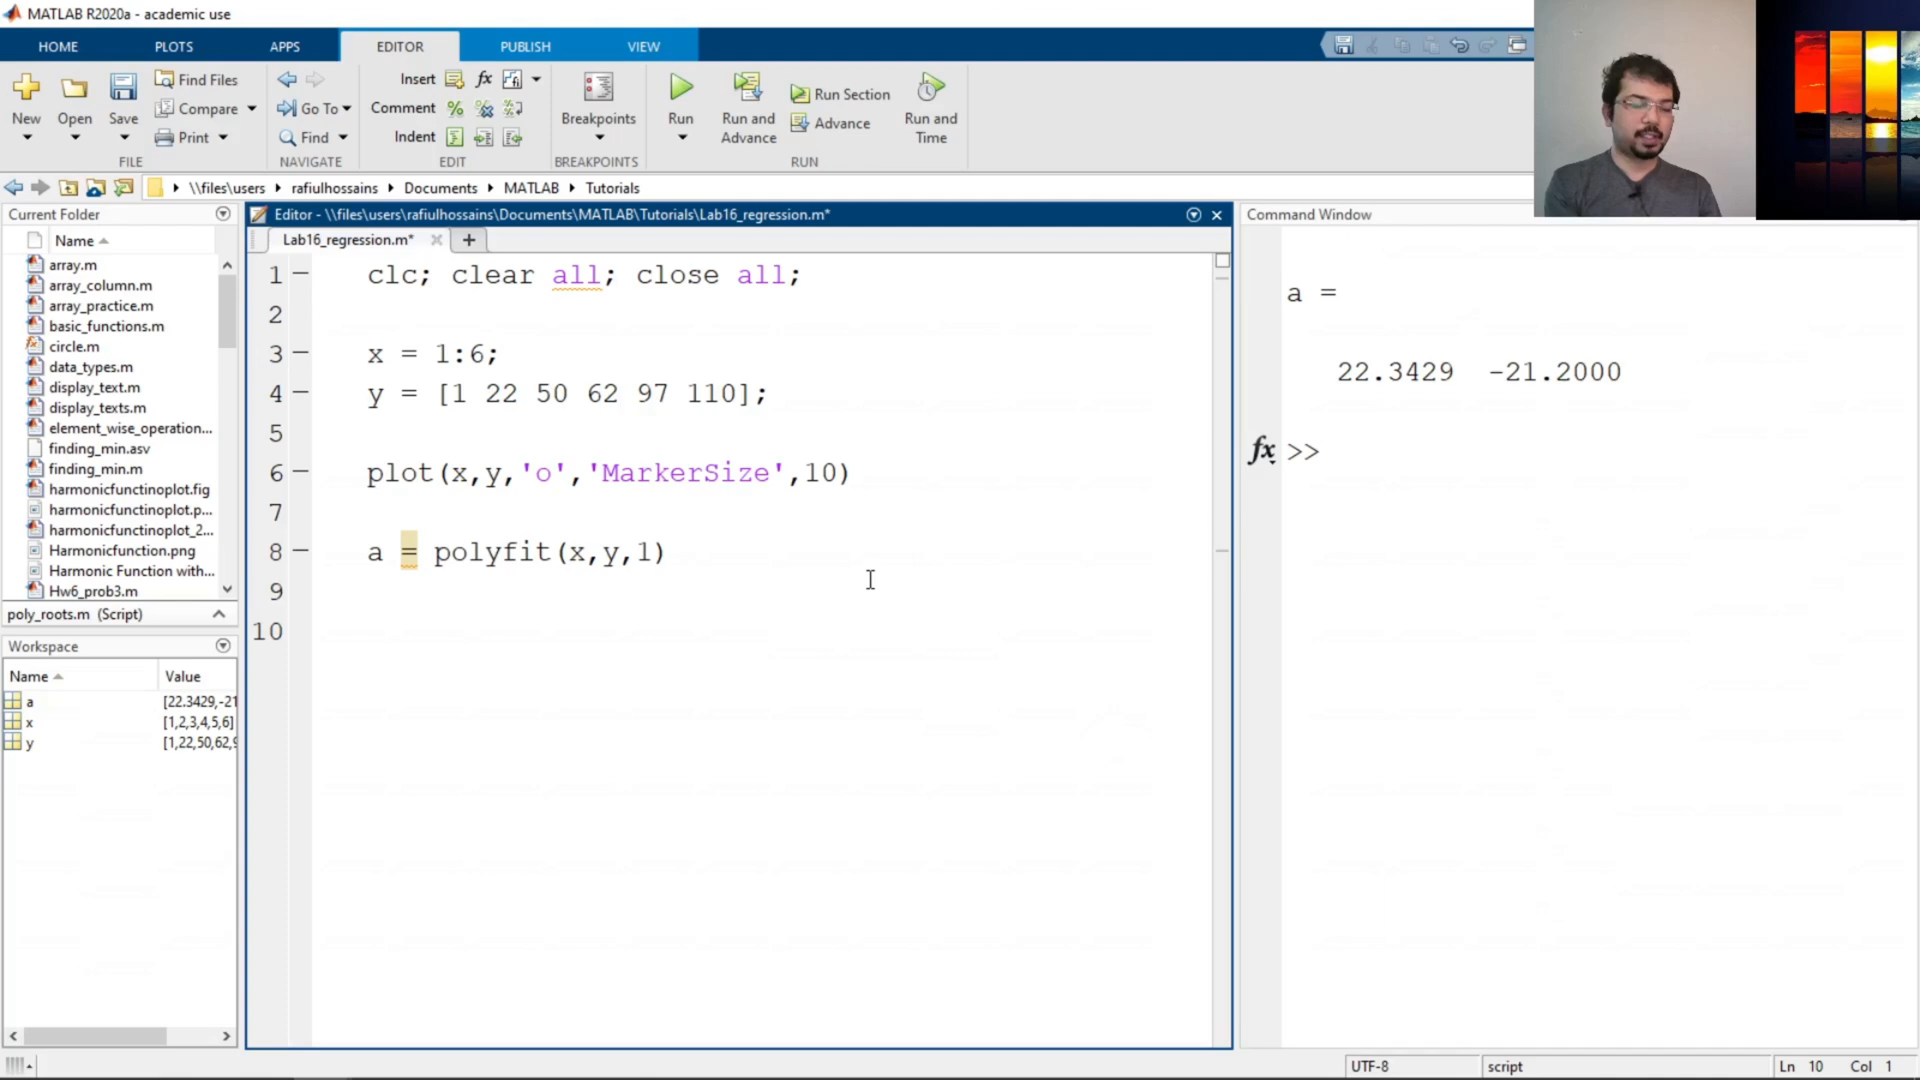 MATLAB R2020a - academic use
HOME PLOTS APPS EDITOR PUBLISH VIEW
New Open Save Find Files Compare Print FILE
Go To Find NAVIGATE
Insert fx Comment % Indent EDIT
Breakpoints BREAKPOINTS
Run Run and Advance Run Section Advance Run and Time RUN
\\files\users rafiulhossains Documents MATLAB Tutorials
Current Folder
Name
array.m
array_column.m
array_practice.m
basic_functions.m
circle.m
data_types.m
display_text.m
display_texts.m
element_wise_operation...
finding_min.asv
finding_min.m
harmonicfunctinoplot.fig
harmonicfunctinoplot.p...
harmonicfunctinoplot_2...
Harmonicfunction.png
Harmonic Function with...
Hw6_prob3.m
poly_roots.m (Script)
Workspace
Name Value
a [22.3429,-21
x [1,2,3,4,5,6]
y [1,22,50,62,9
Editor - \\files\users\rafiulhossains\Documents\MATLAB\Tutorials\Lab16_regression.m*
Lab16_regression.m* +
1 clc; clear all; close all;
2
3 x = 1:6;
4 y = [1 22 50 62 97 110];
5
6 plot(x,y,'o','MarkerSize',10)
7
8 a = polyfit(x,y,1)
9
10
Command Window
a =
22.3429 -21.2000
fx >>
UTF-8 script Ln 10 Col 1